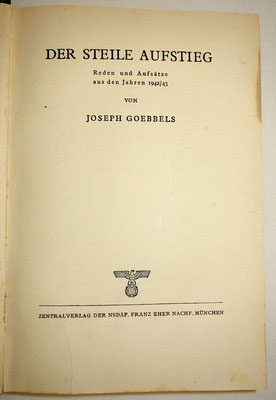 DER STEILE AUFSTIEG
Reden und Aufsätze
aus den Jahren 1942/43
VON
JOSEPH GOEBBELS
ZENTRALVERLAG DER NSDAP. FRANZ EHER NACHF. MÜNCHEN